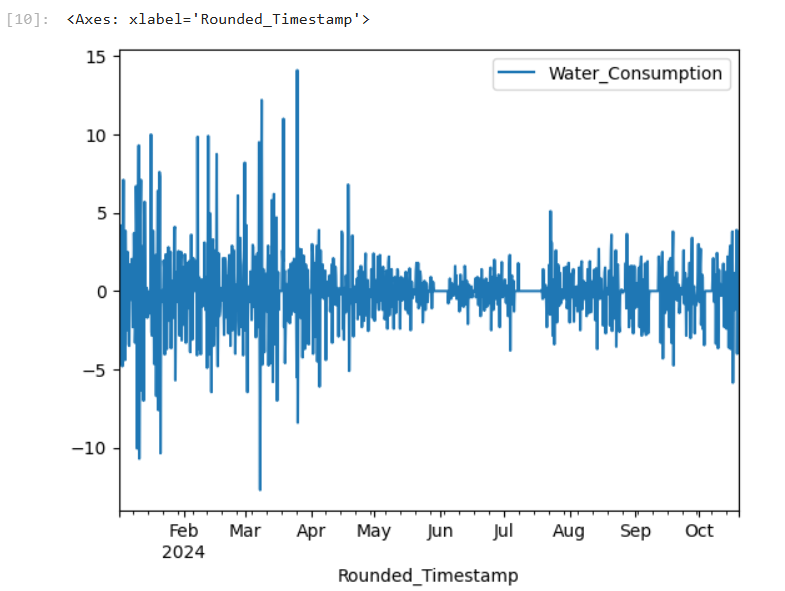 [10]: <Axes: xlabel='Rounded_Timestamp'>
Water_Consumption
15
10
5
0
−5
−10
Feb Mar Apr May Jun Jul Aug Sep Oct
2024
Rounded_Timestamp